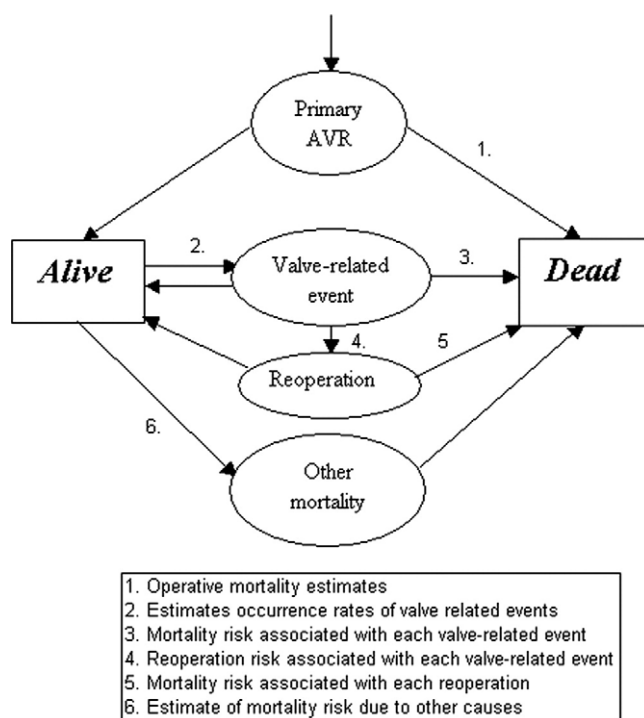 Primary
AVR
1.
Alive
2.
Valve-related
event
3.
Dead
4.
5
Reoperation
6.
Other
mortality
1. Operative mortality estimates
2. Estimates occurrence rates of valve related events
3. Mortality risk associated with each valve-related event
4. Reoperation risk associated with each valve-related event
5. Mortality risk associated with each reoperation
6. Estimate of mortality risk due to other causes